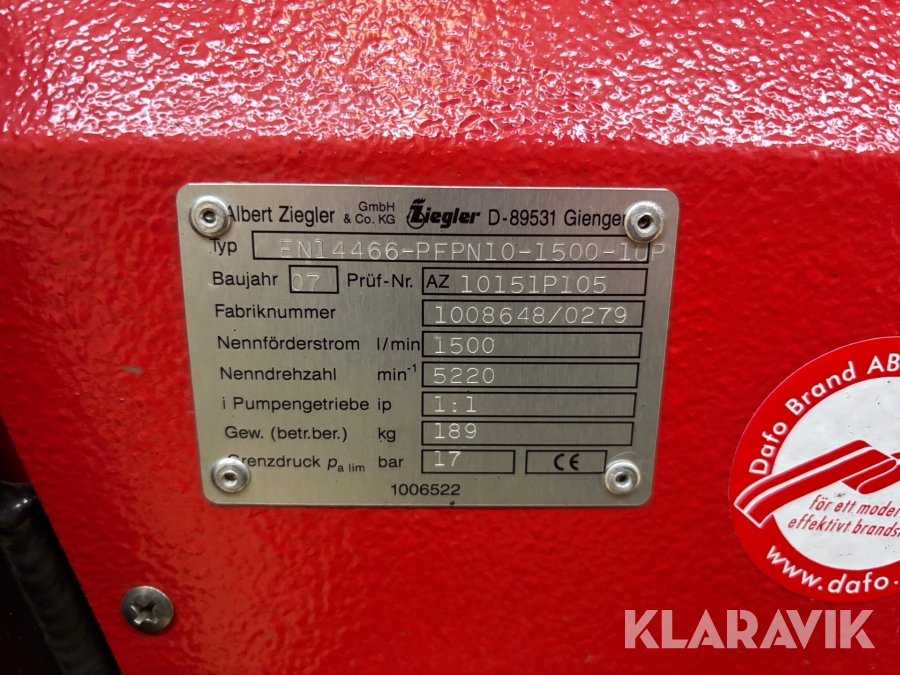 Albert Ziegler GmbH & Co. KG Ziegler D-89531 Giengen
Typ EN14466-PFPN10-1500-1UP
Baujahr 07 Prüf-Nr. AZ 10151P105
Fabriknummer 1008648/0279
Nennförderstrom l/min 1500
Nenndrehzahl min-1 5220
i Pumpengetriebe ip 1:1
Gew. (betr.ber.) kg 189
Grenzdruck pa lim bar 17 CE
1006522
Dafo Brand AB
för ett moder
effektivt brands
www.dafo.
KLARAVIK